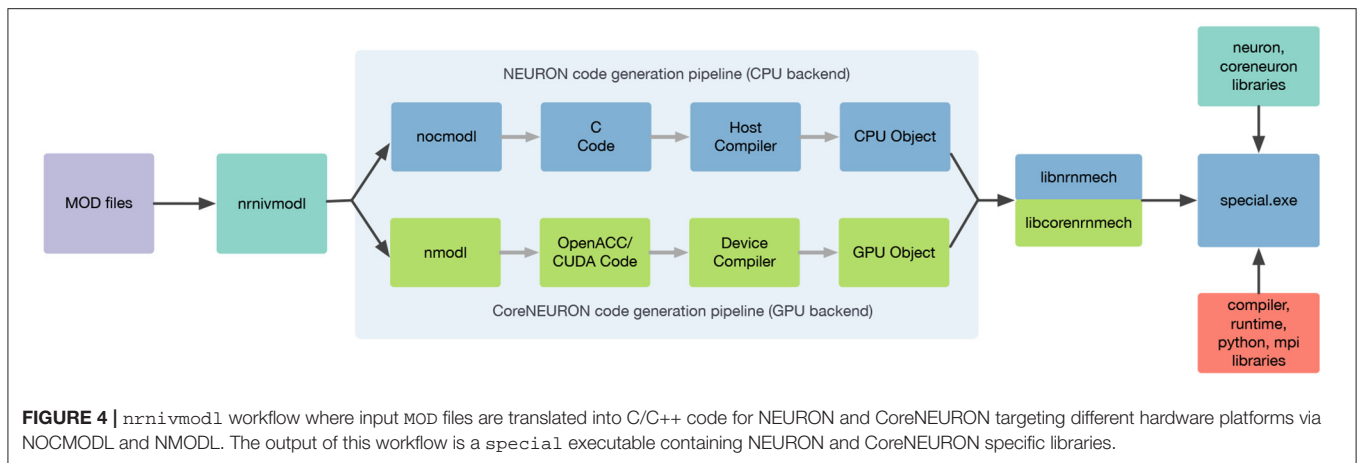 NEURON code generation pipeline (CPU backend)
neuron,
coreneuron
libraries
MOD files
nrnivmodl
nocmodl
C
Code
Host
Compiler
CPU Object
nmodl
OpenACC/
CUDA Code
Device
Compiler
GPU Object
CoreNEURON code generation pipeline (GPU backend)
libnrnmech
libcorenrnmech
special.exe
compiler,
runtime,
python, mpi
libraries
FIGURE 4 | nrnivmodl workflow where input MOD files are translated into C/C++ code for NEURON and CoreNEURON targeting different hardware platforms via
NOCMODL and NMODL. The output of this workflow is a special executable containing NEURON and CoreNEURON specific libraries.